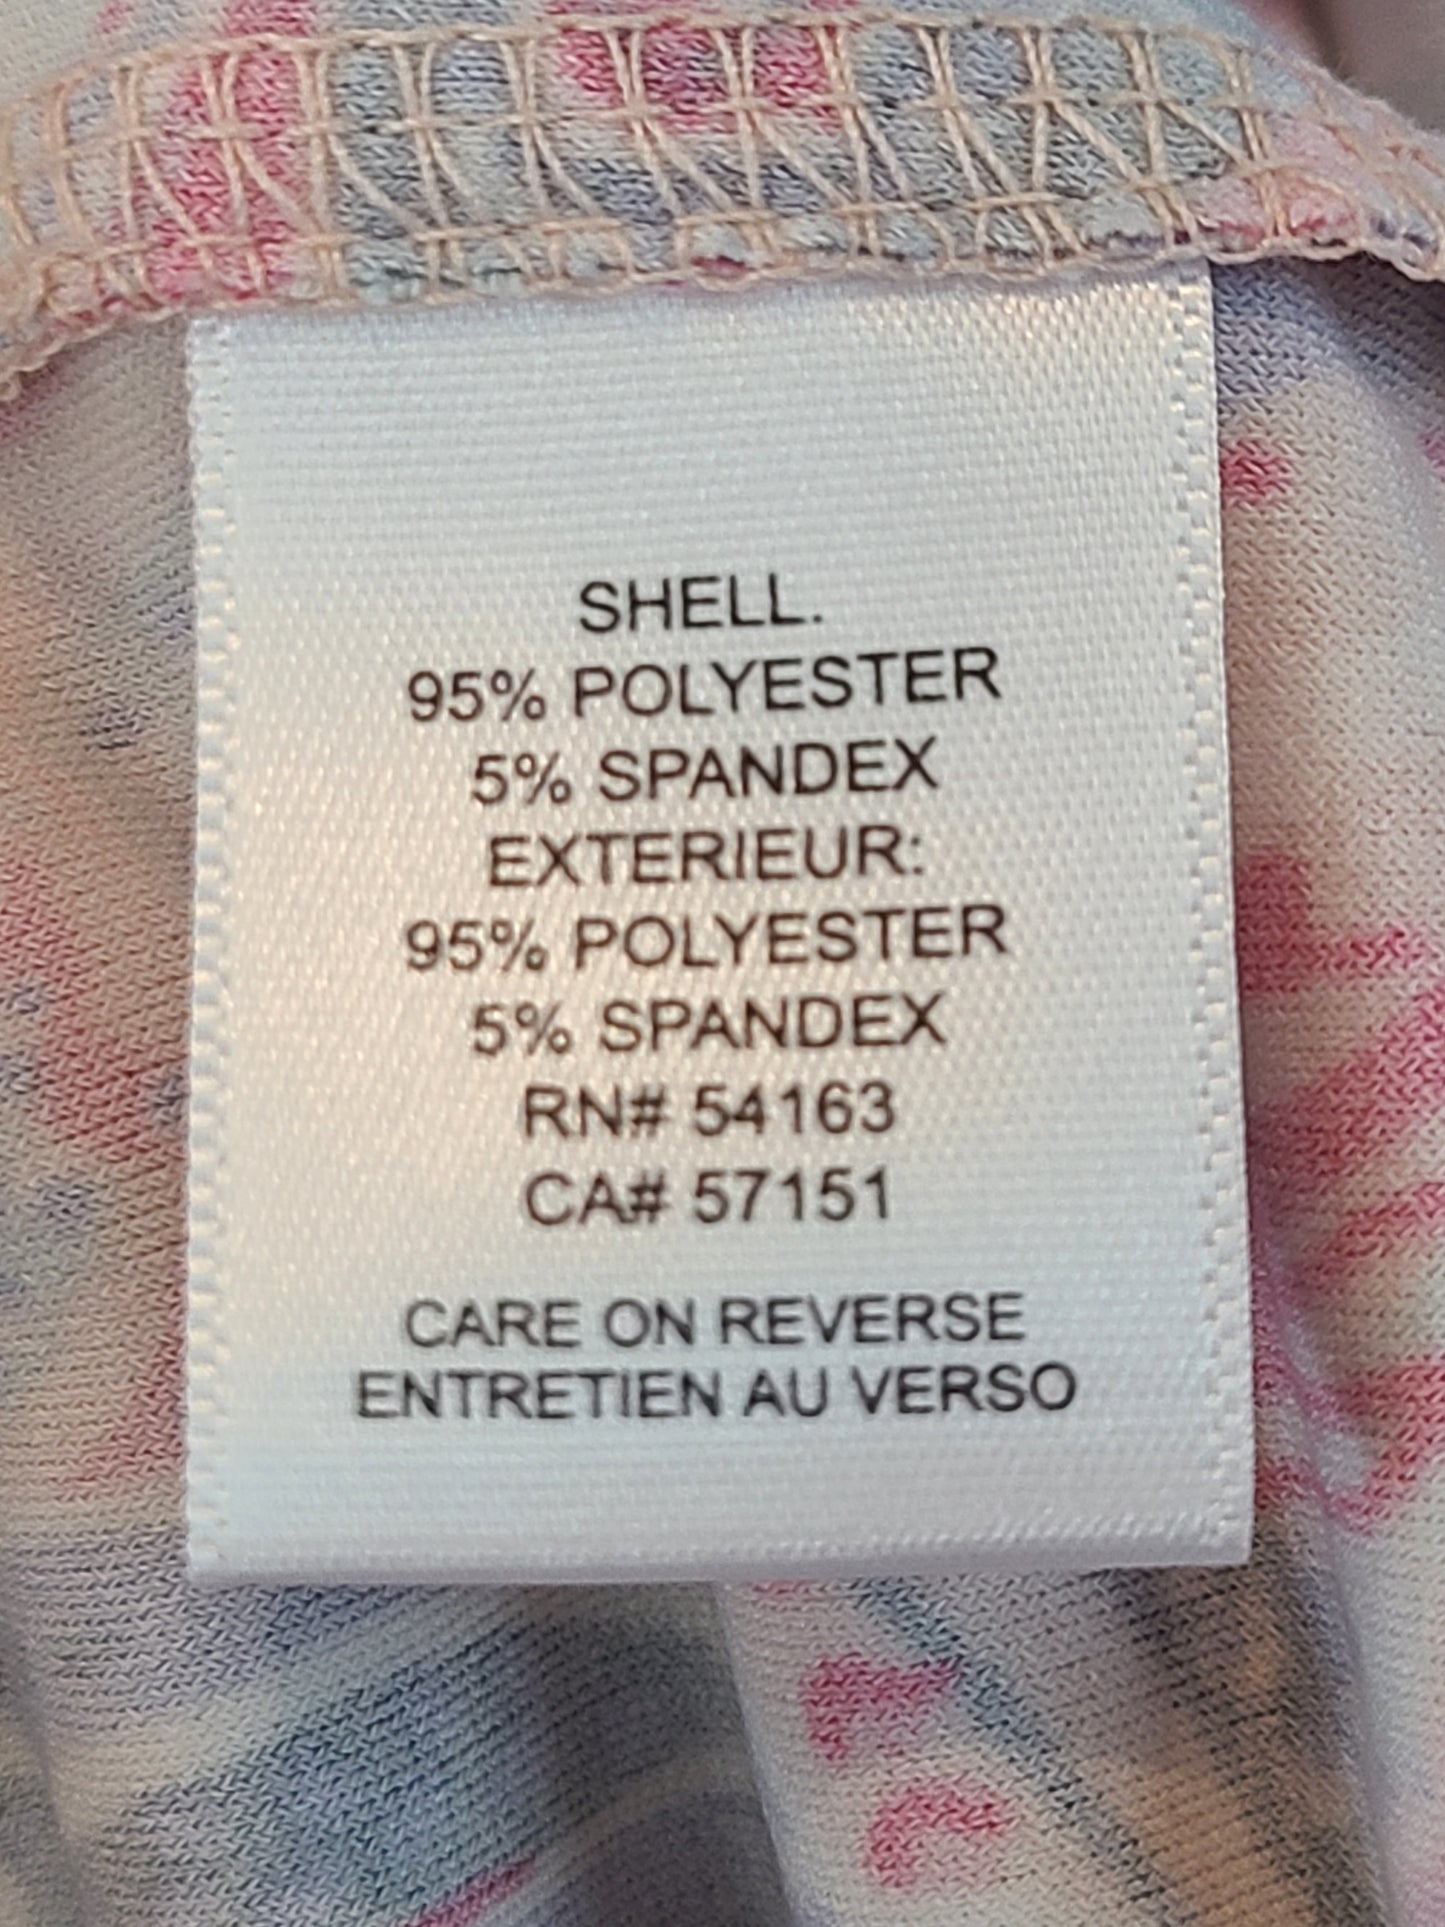 SHELL.
95% POLYESTER
5% SPANDEX
EXTERIEUR:
95% POLYESTER
5% SPANDEX
RN# 54163
CA# 57151
CARE ON REVERSE
ENTRETIEN AU VERSO